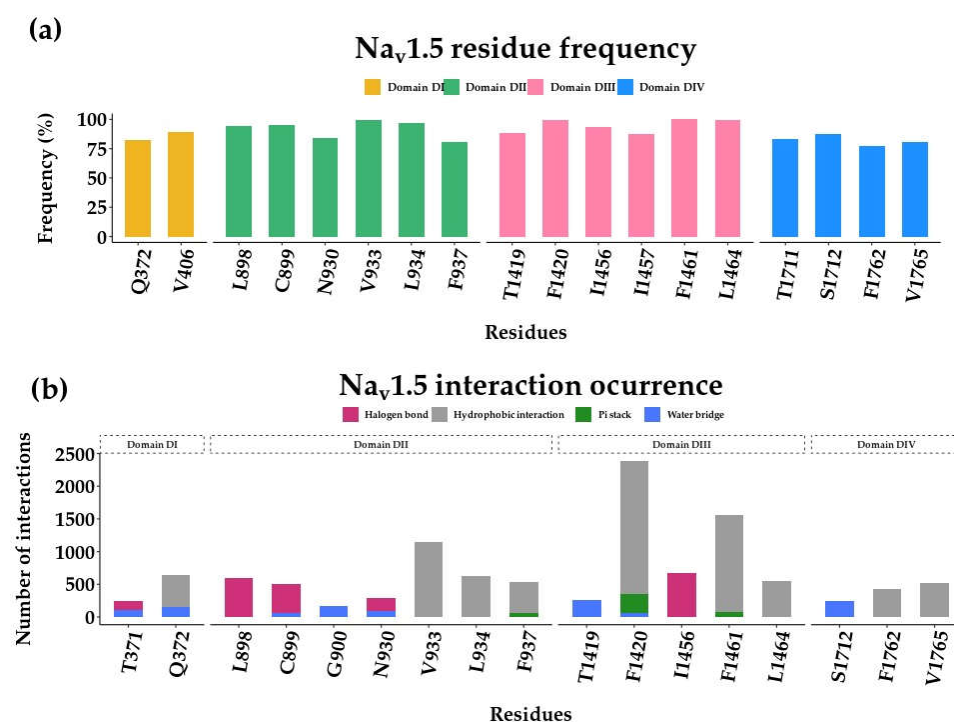 (a)
Nav1.5 residue frequency
Domain DI Domain DII Domain DIII Domain DIV
Frequency (%)
100
75
50
25
0
Q372 V406 L898 C899 N930 V933 L934 F937 T1419 F1420 I1456 I1457 F1461 L1464 T1711 S1712 F1762 V1765
Residues
(b)
Nav1.5 interaction ocurrence
Halogen bond Hydrophobic interaction Pi stack Water bridge
Domain DI Domain DII Domain DIII Domain DIV
Number of interactions
2500
2000
1500
1000
500
0
T371 Q372 L898 C899 G900 N930 V933 L934 F937 T1419 F1420 I1456 F1461 L1464 S1712 F1762 V1765
Residues